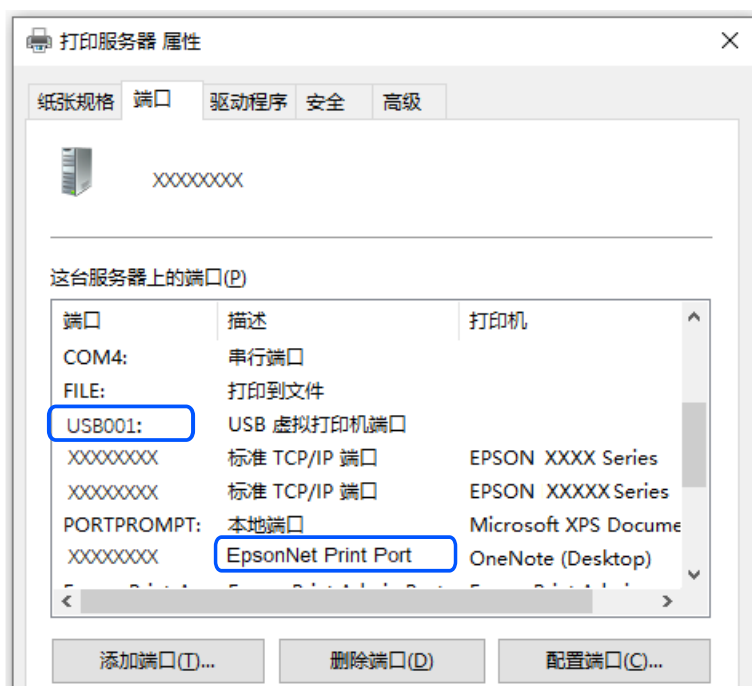 打印服务器 属性
纸张规格 端口 驱动程序 安全 高级
XXXXXXXX
这台服务器上的端口(P)
端口 描述 打印机
COM4: 串行端口
FILE: 打印到文件
USB001: USB 虚拟打印机端口
XXXXXXXX 标准 TCP/IP 端口 EPSON XXXX Series
XXXXXXXX 标准 TCP/IP 端口 EPSON XXXXX Series
PORTPROMPT: 本地端口 Microsoft XPS Docume
XXXXXXXX EpsonNet Print Port OneNote (Desktop)
添加端口(T)... 删除端口(D) 配置端口(C)...